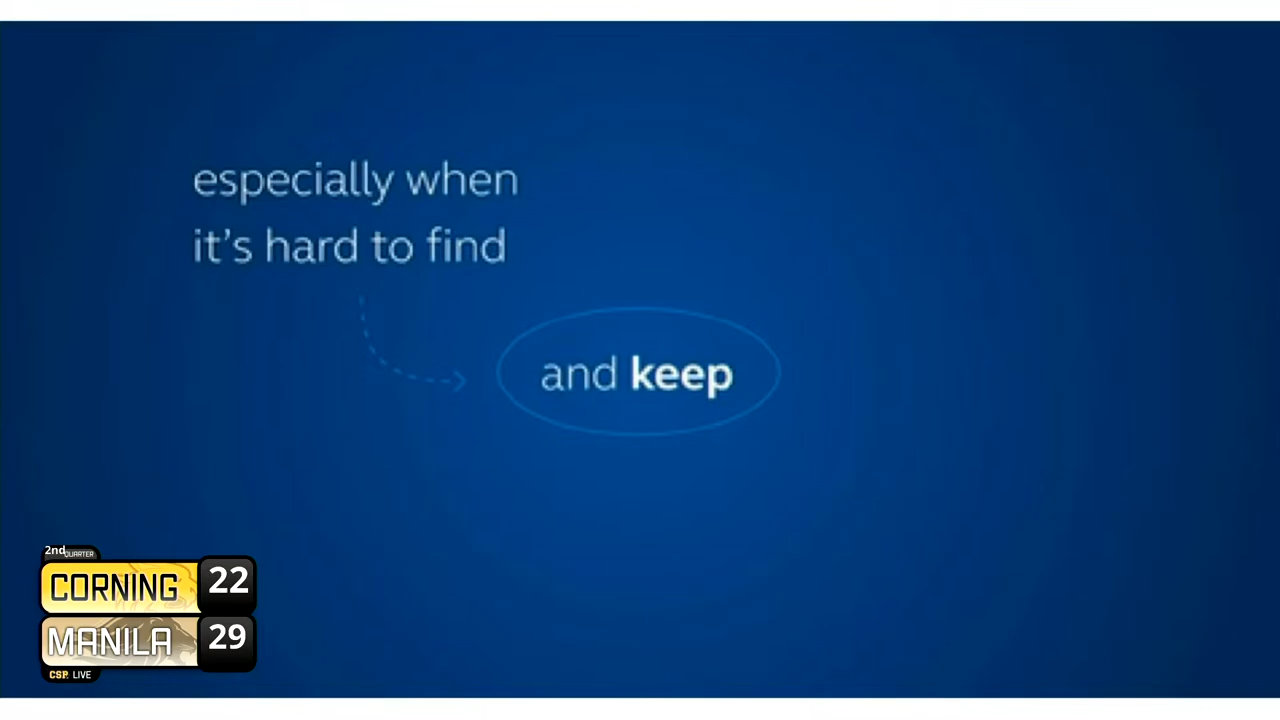 especially when
it’s hard to find
and keep
2nd QUARTER
CORNING 22
MANILA 29
CSP. LIVE